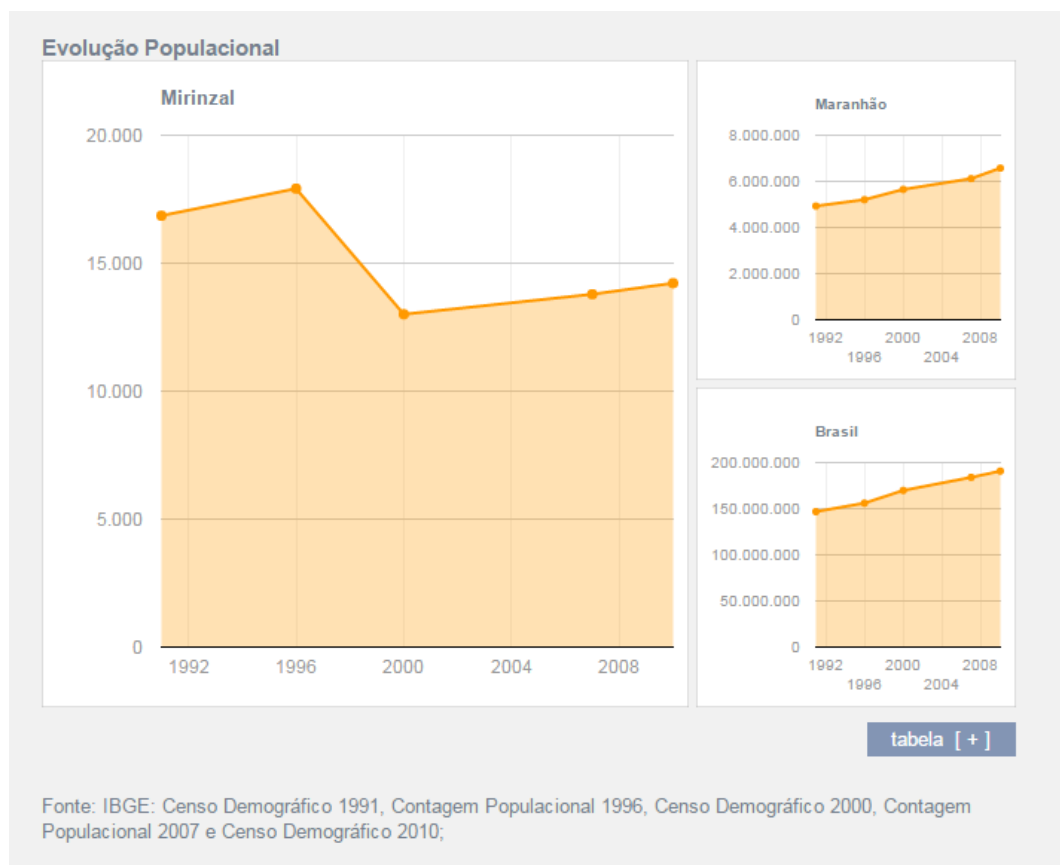 Evolução Populacional
Mirinzal
20.000
15.000
10.000
5.000
0
1992 1996 2000 2004 2008
Maranhão
8.000.000
6.000.000
4.000.000
2.000.000
0
1992 2000 2008
1996 2004
Brasil
200.000.000
150.000.000
100.000.000
50.000.000
0
1992 2000 2008
1996 2004
tabela [ + ]
Fonte: IBGE: Censo Demográfico 1991, Contagem Populacional 1996, Censo Demográfico 2000, Contagem
Populacional 2007 e Censo Demográfico 2010;